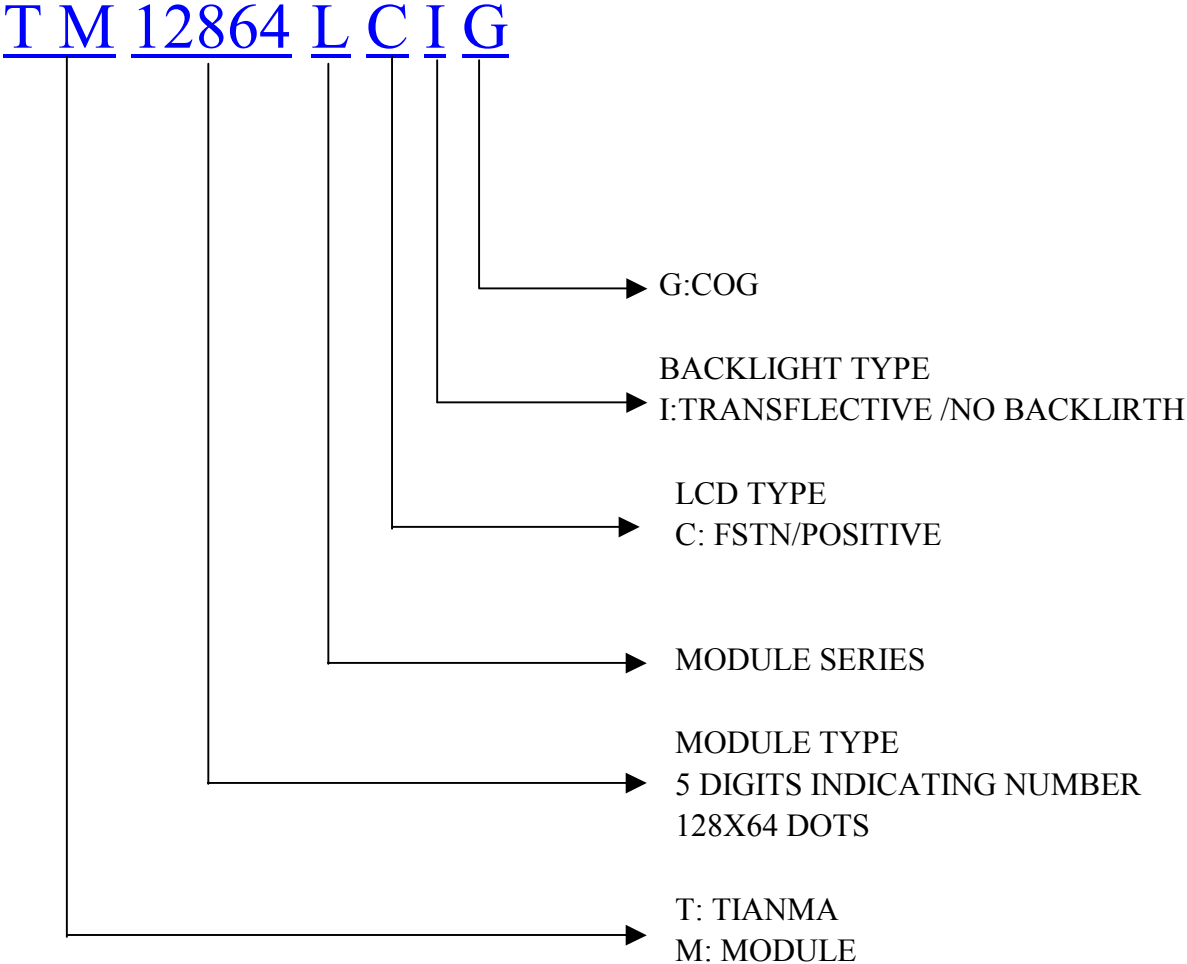 T M 12864 L C I G
G:COG
BACKLIGHT TYPE
I:TRANSFLECTIVE /NO BACKLIRTH
LCD TYPE
C: FSTN/POSITIVE
MODULE SERIES
MODULE TYPE
5 DIGITS INDICATING NUMBER
128X64 DOTS
T: TIANMA
M: MODULE